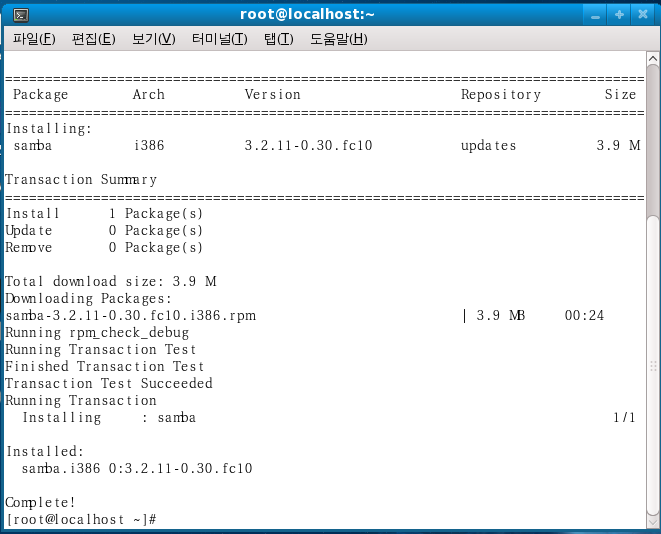 root@localhost:~
파일(F) 편집(E) 보기(V) 터미널(T) 탭(T) 도움말(H)
================================================================================
Package Arch Version Repository Size
================================================================================
Installing:
samba i386 3.2.11-0.30.fc10 updates 3.9 M

Transaction Summary
================================================================================
Install 1 Package(s)
Update 0 Package(s)
Remove 0 Package(s)

Total download size: 3.9 M
Downloading Packages:
samba-3.2.11-0.30.fc10.i386.rpm | 3.9 MB 00:24
Running rpm_check_debug
Running Transaction Test
Finished Transaction Test
Transaction Test Succeeded
Running Transaction
Installing : samba 1/1

Installed:
samba.i386 0:3.2.11-0.30.fc10

Complete!
[root@localhost ~]#